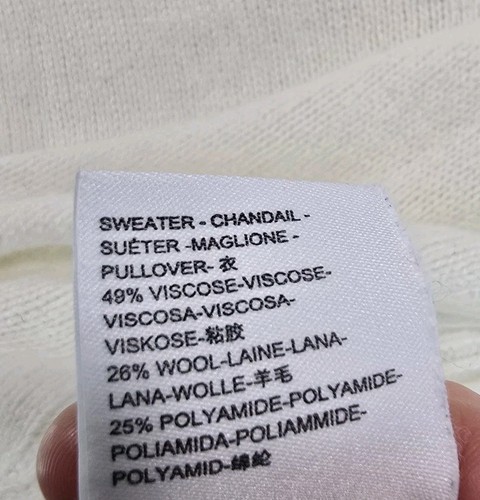 SWEATER - CHANDAIL -
SUÉTER -MAGLIONE -
PULLOVER- 衣
49% VISCOSE-VISCOSE-
VISCOSA-VISCOSA-
VISKOSE-粘胶
26% WOOL-LAINE-LANA-
LANA-WOLLE-羊毛
25% POLYAMIDE-POLYAMIDE-
POLIAMIDA-POLIAMMIDE-
POLYAMID-锦纶